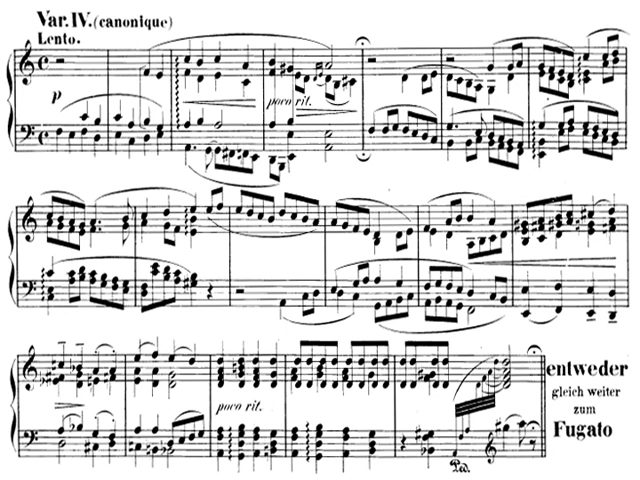 Var. IV. (canonique)
Lento.
p
poco rit.
poco rit.
Ped.
entweder
gleich weiter
zum
Fugato